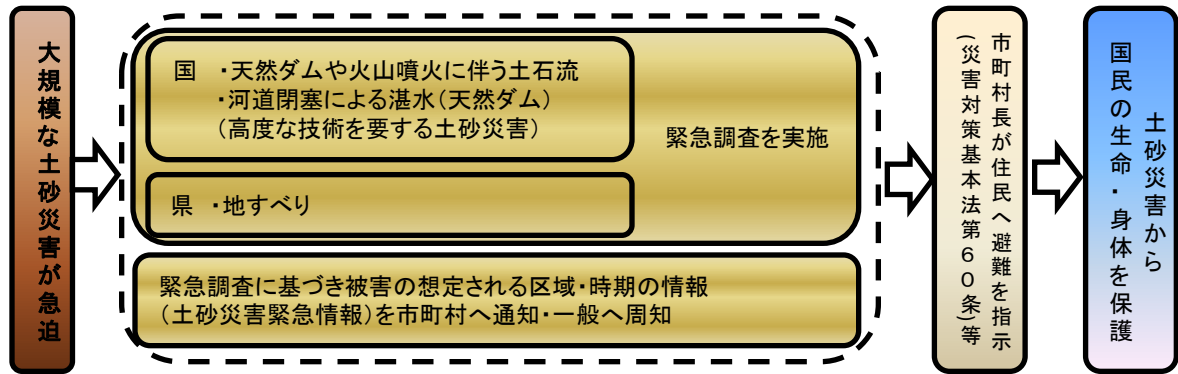 大規模な土砂災害が急迫
国 ・天然ダムや火山噴火に伴う土石流
・河道閉塞による湛水(天然ダム)
(高度な技術を要する土砂災害)
緊急調査を実施
県 ・地すべり
緊急調査に基づき被害の想定される区域・時期の情報
(土砂災害緊急情報)を市町村へ通知・一般へ周知
市町村長が住民へ避難を指示
(災害対策基本法第60条)等
土砂災害から
国民の生命・身体を保護